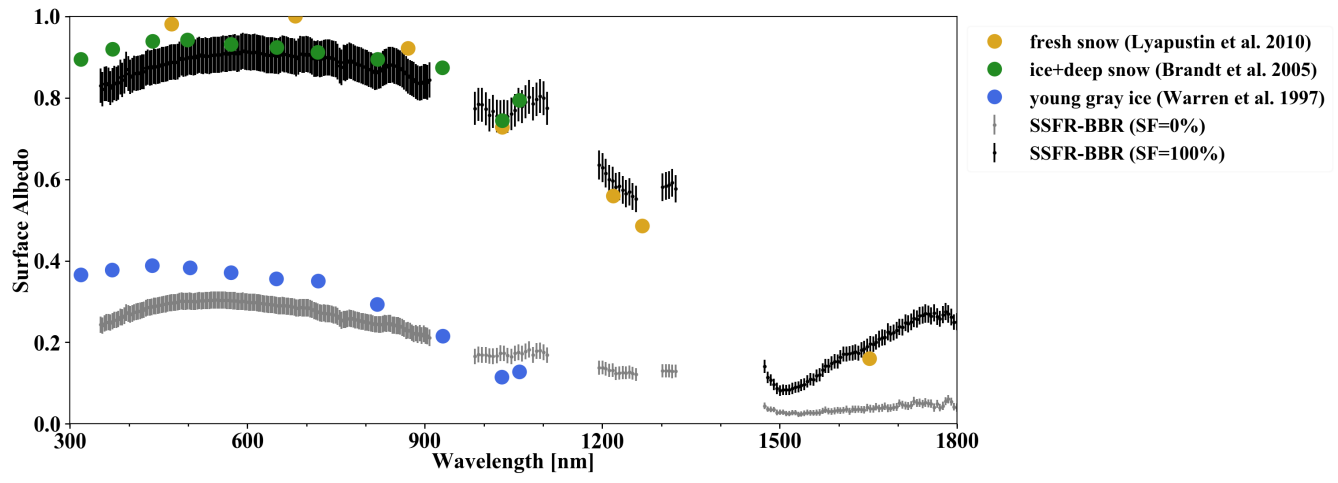 1.0
0.8
0.6
0.4
0.2
0.0
Surface Albedo
300
600
900
1200
1500
1800
Wavelength [nm]
fresh snow (Lyapustin et al. 2010)
ice+deep snow (Brandt et al. 2005)
young gray ice (Warren et al. 1997)
SSFR-BBR (SF=0%)
SSFR-BBR (SF=100%)